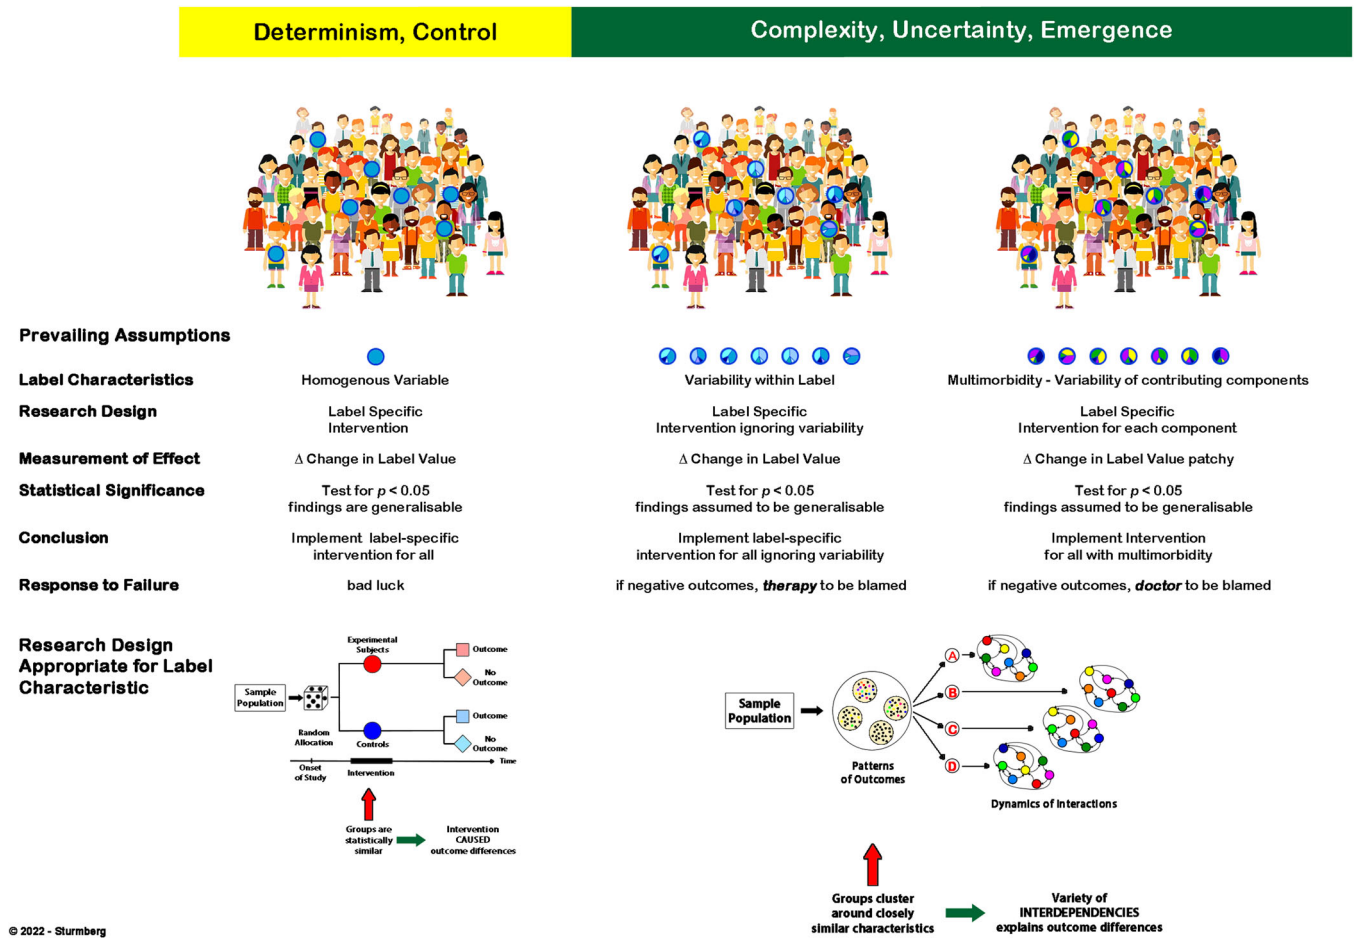 Determinism, Control
Complexity, Uncertainty, Emergence
Prevailing Assumptions
Label Characteristics
Homogenous Variable
Variability within Label
Multimorbidity - Variability of contributing components
Research Design
Label Specific
Intervention
Label Specific
Intervention ignoring variability
Label Specific
Intervention for each component
Measurement of Effect
Δ Change in Label Value
Δ Change in Label Value
Δ Change in Label Value patchy
Statistical Significance
Test for p < 0.05
findings are generalisable
Test for p < 0.05
findings assumed to be generalisable
Test for p < 0.05
findings assumed to be generalisable
Conclusion
Implement label-specific
intervention for all
Implement label-specific
intervention for all ignoring variability
Implement Intervention
for all with multimorbidity
Response to Failure
bad luck
if negative outcomes, therapy to be blamed
if negative outcomes, doctor to be blamed
Research Design
Appropriate for Label
Characteristic
Sample
Population
Random
Allocation
Experimental
Subjects
Controls
Outcome
No
Outcome
Outcome
No
Outcome
Time
Onset
of Study
Intervention
Groups are
statistically
similar
Intervention
CAUSED
outcome differences
Sample
Population
Patterns
of Outcomes
A
B
C
D
Dynamics of Interactions
Groups cluster
around closely
similar characteristics
Variety of
INTERDEPENDENCIES
explains outcome differences
© 2022 - Sturmberg